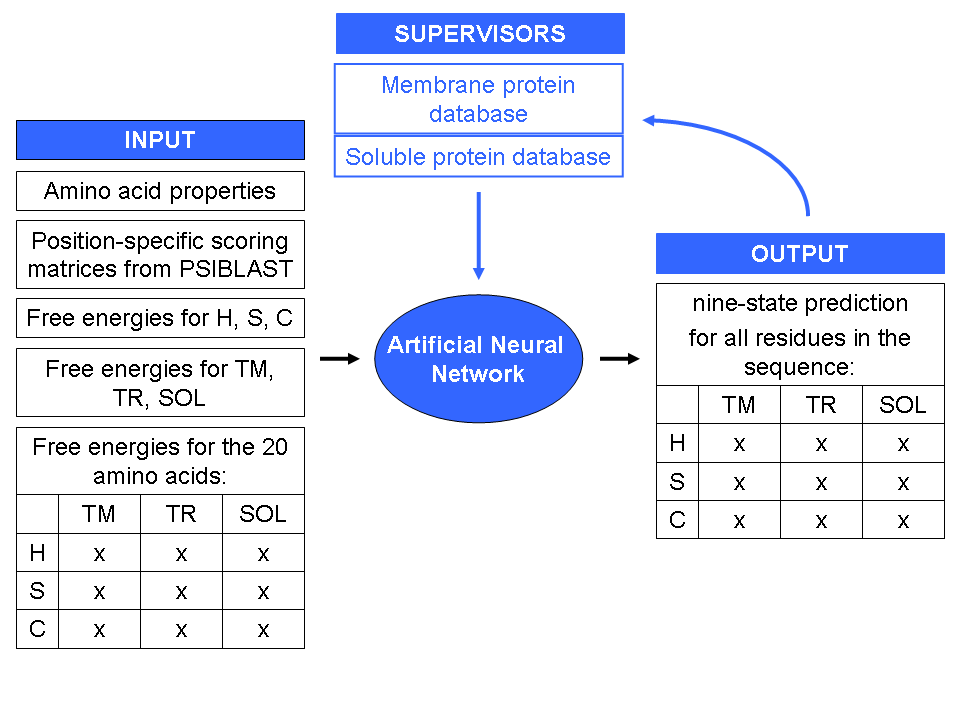 SUPERVISORS
Membrane protein
database
Soluble protein database
INPUT
Amino acid properties
Position-specific scoring
matrices from PSIBLAST
Free energies for H, S, C
Free energies for TM,
TR, SOL
Free energies for the 20
amino acids:
TM TR SOL
H x x x
S x x x
C x x x
Artificial Neural
Network
OUTPUT
nine-state prediction
for all residues in the
sequence:
TM TR SOL
H x x x
S x x x
C x x x